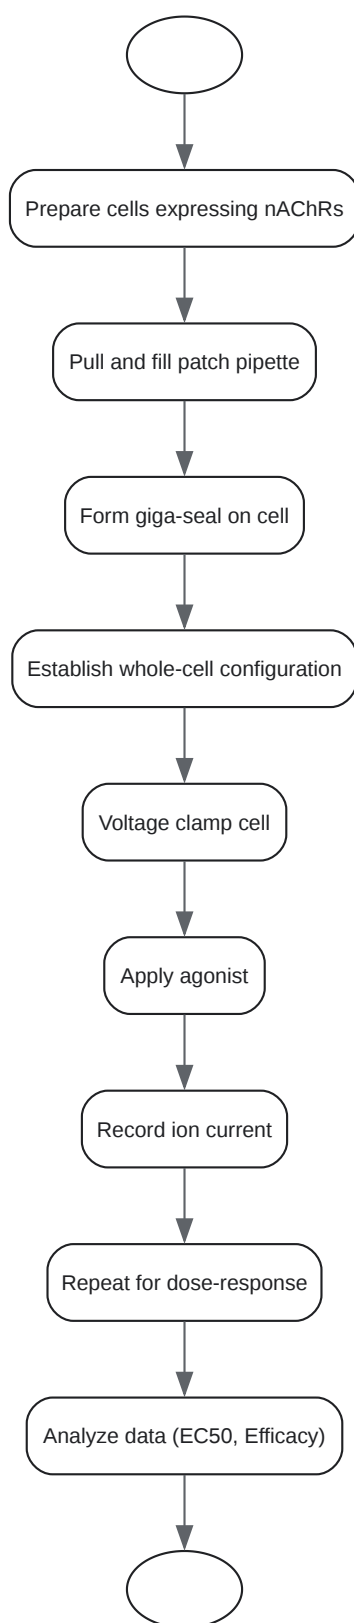 Prepare cells expressing nAChRs
Pull and fill patch pipette
Form giga-seal on cell
Establish whole-cell configuration
Voltage clamp cell
Apply agonist
Record ion current
Repeat for dose-response
Analyze data (EC50, Efficacy)